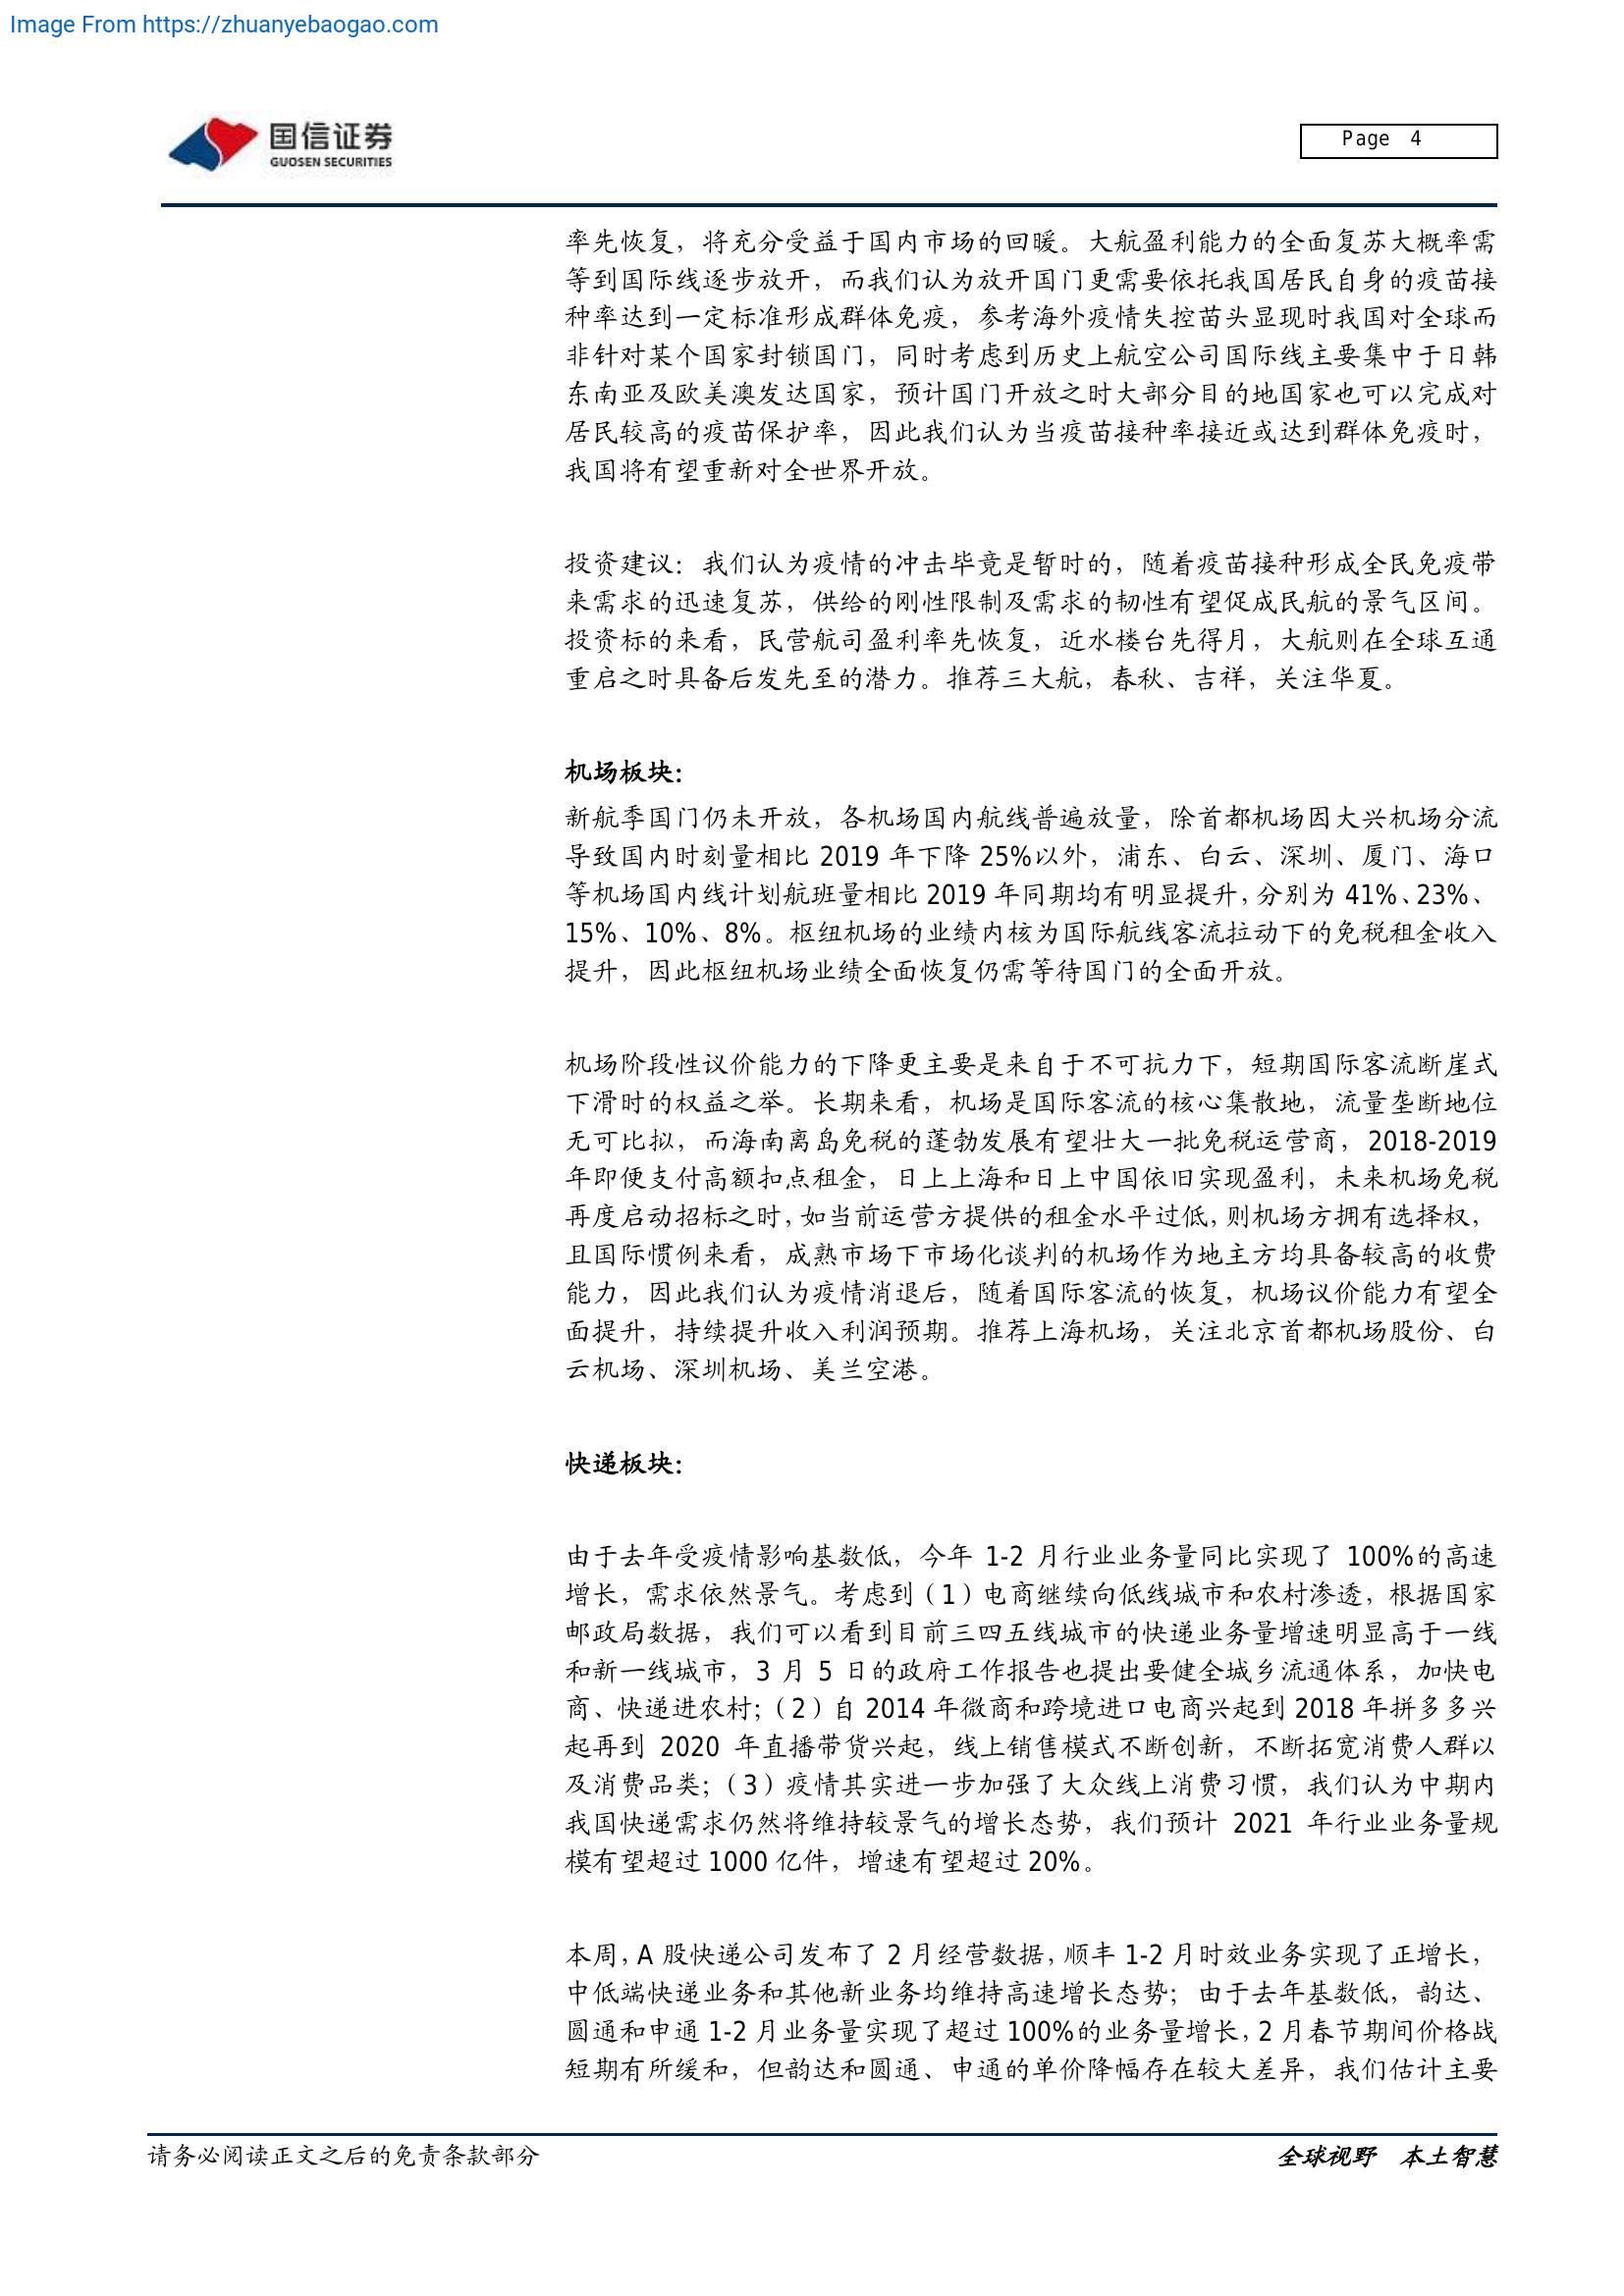 Image From https://zhuanyebaogao.com
国信证券
GUOSEN SECURITIES
Page 4
率先恢复，将充分受益于国内市场的回暖。大航盈利能力的全面复苏大概率需
等到国际线逐步放开，而我们认为放开国门更需要依托我国居民自身的疫苗接
种率达到一定标准形成群体免疫，参考海外疫情失控苗头显现时我国对全球而
非针对某个国家封锁国门，同时考虑到历史上航空公司国际线主要集中于日韩
东南亚及欧美澳发达国家，预计国门开放之时大部分目的地国家也可以完成对
居民较高的疫苗保护率，因此我们认为当疫苗接种率接近或达到群体免疫时，
我国将有望重新对全世界开放。
投资建议：我们认为疫情的冲击毕竟是暂时的，随着疫苗接种形成全民免疫带
来需求的迅速复苏，供给的刚性限制及需求的韧性有望促成民航的景气区间。
投资标的来看，民营航司盈利率先恢复，近水楼台先得月，大航则在全球互通
重启之时具备后发先至的潜力。推荐三大航，春秋、吉祥，关注华夏。
机场板块：
新航季国门仍未开放，各机场国内航线普遍放量，除首都机场因大兴机场分流
导致国内时刻量相比 2019 年下降 25%以外，浦东、白云、深圳、厦门、海口
等机场国内线计划航班量相比 2019 年同期均有明显提升，分别为 41%、23%、
15%、10%、8%。枢纽机场的业绩内核为国际航线客流拉动下的免税租金收入
提升，因此枢纽机场业绩全面恢复仍需等待国门的全面开放。
机场阶段性议价能力的下降更主要是来自于不可抗力下，短期国际客流断崖式
下滑时的权益之举。长期来看，机场是国际客流的核心集散地，流量垄断地位
无可比拟，而海南离岛免税的蓬勃发展有望壮大一批免税运营商，2018-2019
年即便支付高额扣点租金，日上上海和日上中国依旧实现盈利，未来机场免税
再度启动招标之时，如当前运营方提供的租金水平过低，则机场方拥有选择权，
且国际惯例来看，成熟市场下市场化谈判的机场作为地主方均具备较高的收费
能力，因此我们认为疫情消退后，随着国际客流的恢复，机场议价能力有望全
面提升，持续提升收入利润预期。推荐上海机场，关注北京首都机场股份、白
云机场、深圳机场、美兰空港。
快递板块：
由于去年受疫情影响基数低，今年 1-2 月行业业务量同比实现了 100%的高速
增长，需求依然景气。考虑到（1）电商继续向低线城市和农村渗透，根据国家
邮政局数据，我们可以看到目前三四五线城市的快递业务量增速明显高于一线
和新一线城市，3 月 5 日的政府工作报告也提出要健全城乡流通体系，加快电
商、快递进农村；（2）自 2014 年微商和跨境进口电商兴起到 2018 年拼多多兴
起再到 2020 年直播带货兴起，线上销售模式不断创新，不断拓宽消费人群以
及消费品类；（3）疫情其实进一步加强了大众线上消费习惯，我们认为中期内
我国快递需求仍然将维持较景气的增长态势，我们预计 2021 年行业业务量规
模有望超过 1000 亿件，增速有望超过 20%。
本周，A 股快递公司发布了 2 月经营数据，顺丰 1-2 月时效业务实现了正增长，
中低端快递业务和其他新业务均维持高速增长态势；由于去年基数低，韵达、
圆通和申通 1-2 月业务量实现了超过 100%的业务量增长，2 月春节期间价格战
短期有所缓和，但韵达和圆通、申通的单价降幅存在较大差异，我们估计主要
请务必阅读正文之后的免责条款部分
全球视野 本土智慧